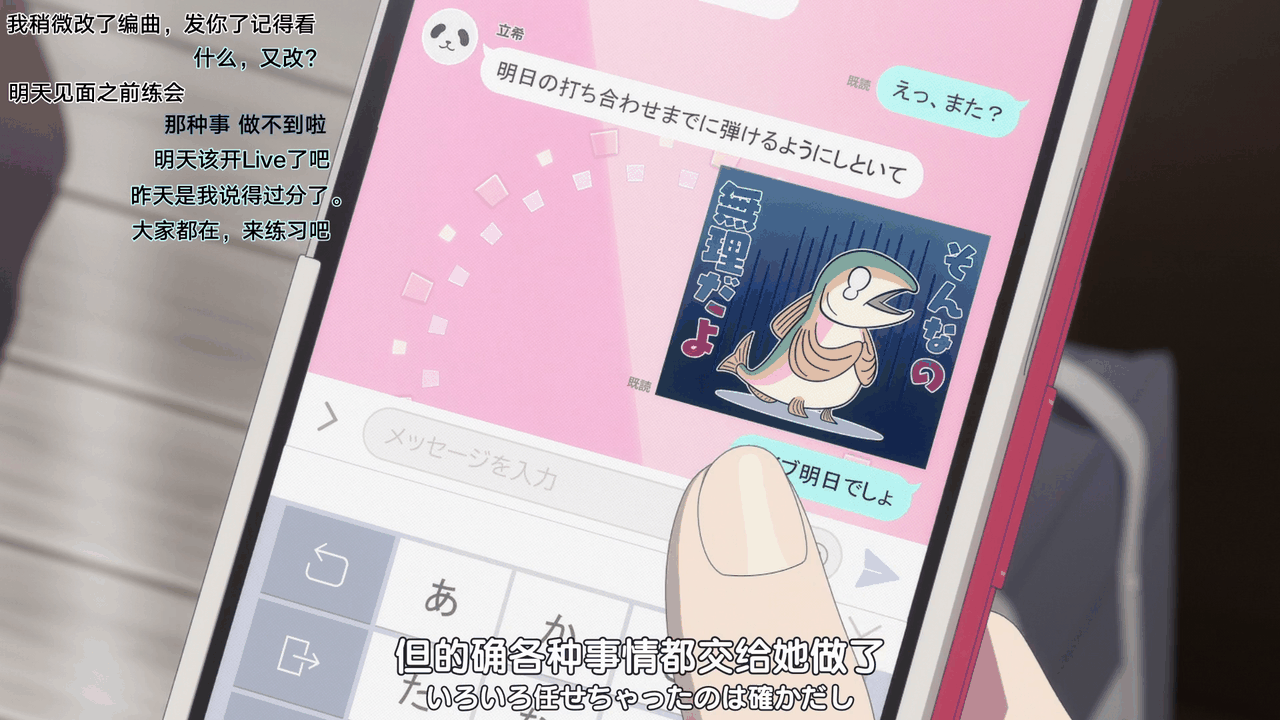 我稍微改了编曲，发你了记得看
什么，又改？
明天见面之前练会
那种事 做不到啦
明天该开Live了吧
昨天是我说得过分了。
大家都在，来练习吧
立希
既読
えっ、また？
明日の打ち合わせまでに弾けるようにしといて
そんなの
無理だよ
既読
ブ明日でしょ
メッセージを入力
あ
か
た
但的确各种事情都交给她做了
いろいろ任せちゃったのは確かだし